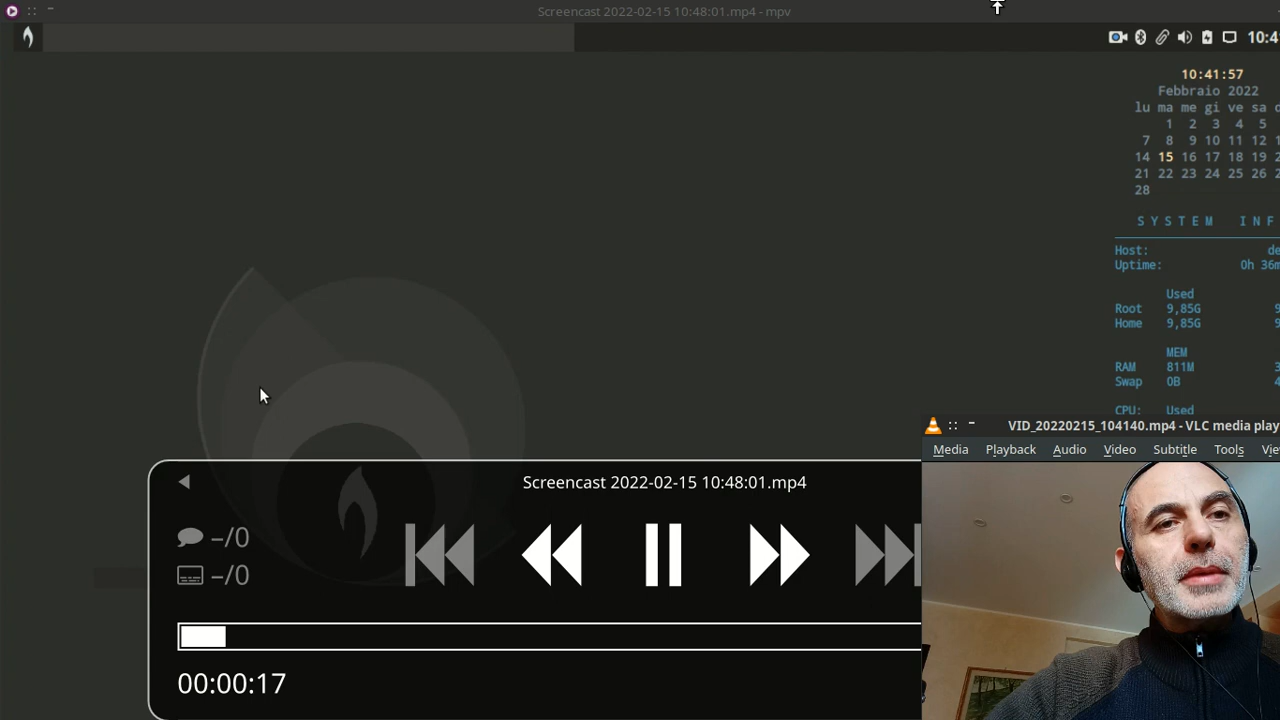 Screencast 2022-02-15 10:48:01.mp4 - mpv
10:41:57
Febbraio 2022
lu ma me gi ve sa
1 2 3 4 5
7 8 9 10 11 12
14 15 16 17 18 19
21 22 23 24 25 26
28
SYSTEM INF
Host:
Uptime: 0h 36m
Used
Root 9,85G
Home 9,85G
MEM
RAM 811M
Swap 0B
CPU: Used
VID_20220215_104140.mp4 - VLC media play
Media Playback Audio Video Subtitle Tools
Screencast 2022-02-15 10:48:01.mp4
–/0
–/0
00:00:17